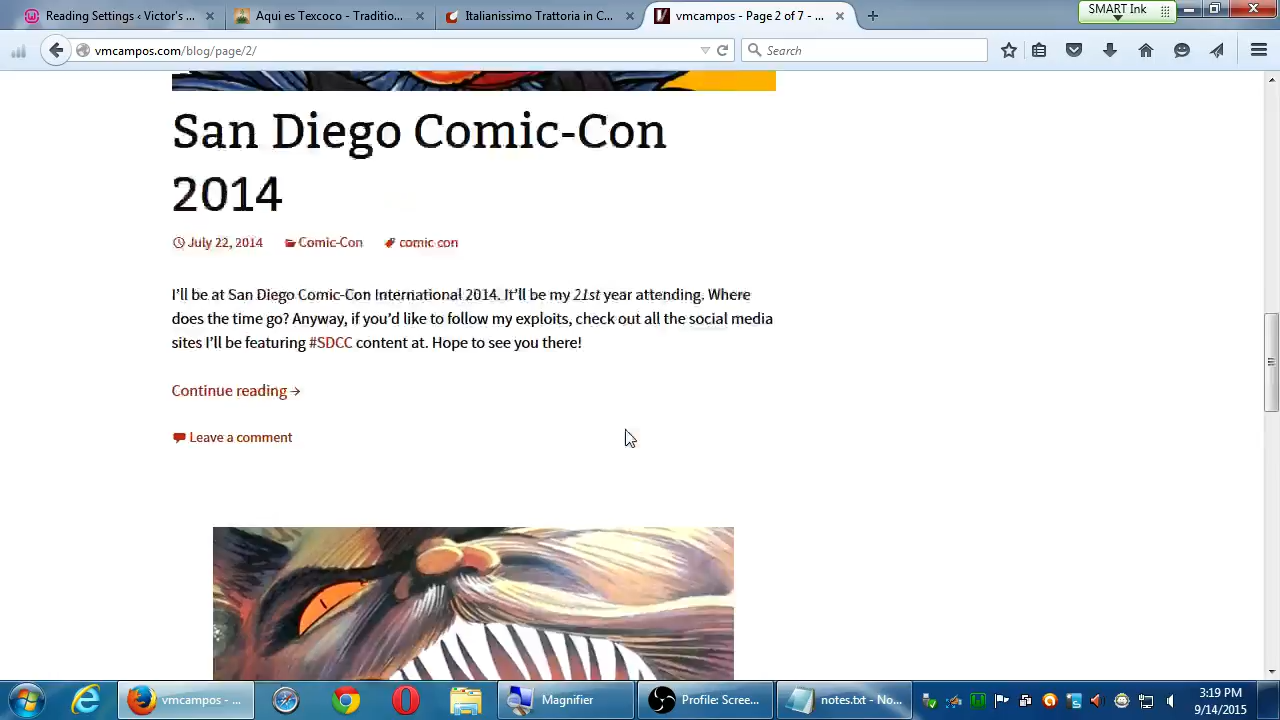 Reading Setting ‹ Victor's ...
Aqui es Texcoco - Traditio...
Italianissimo Trattoria in C...
vmcampos - Page 2 of 7 - ...
SMART Ink
vmcampos.com/blog/page/2/
Search
San Diego Comic-Con
2014
July 22, 2014
Comic-Con
comic con
I'll be at San Diego Comic-Con International 2014. It'll be my 21st year attending. Where
does the time go? Anyway, if you'd like to follow my exploits, check out all the social media
sites I'll be featuring #SDCC content at. Hope to see you there!
Continue reading →
Leave a comment
vmcampos - ...
Magnifier
Profile: Scree...
notes.txt - No...
3:19 PM
9/14/2015